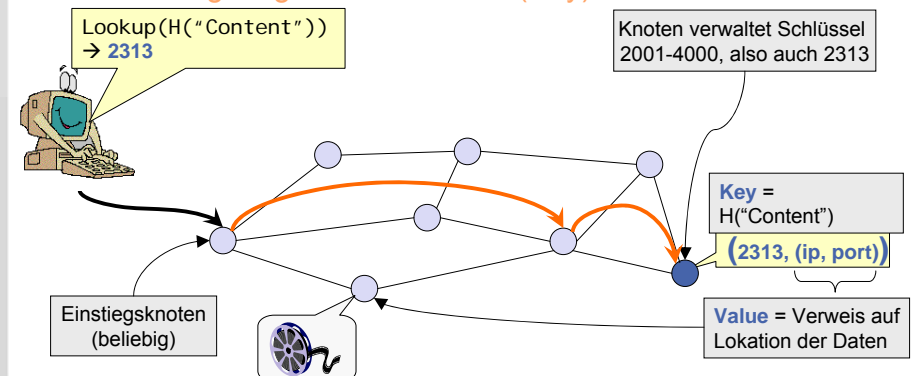 Lookup(H("Content"))
→ 2313
Knoten verwaltet Schlüssel
2001-4000, also auch 2313
Key =
H("Content")
(2313, (ip, port))
Einstiegsknoten
(beliebig)
Value = Verweis auf
Lokation der Daten